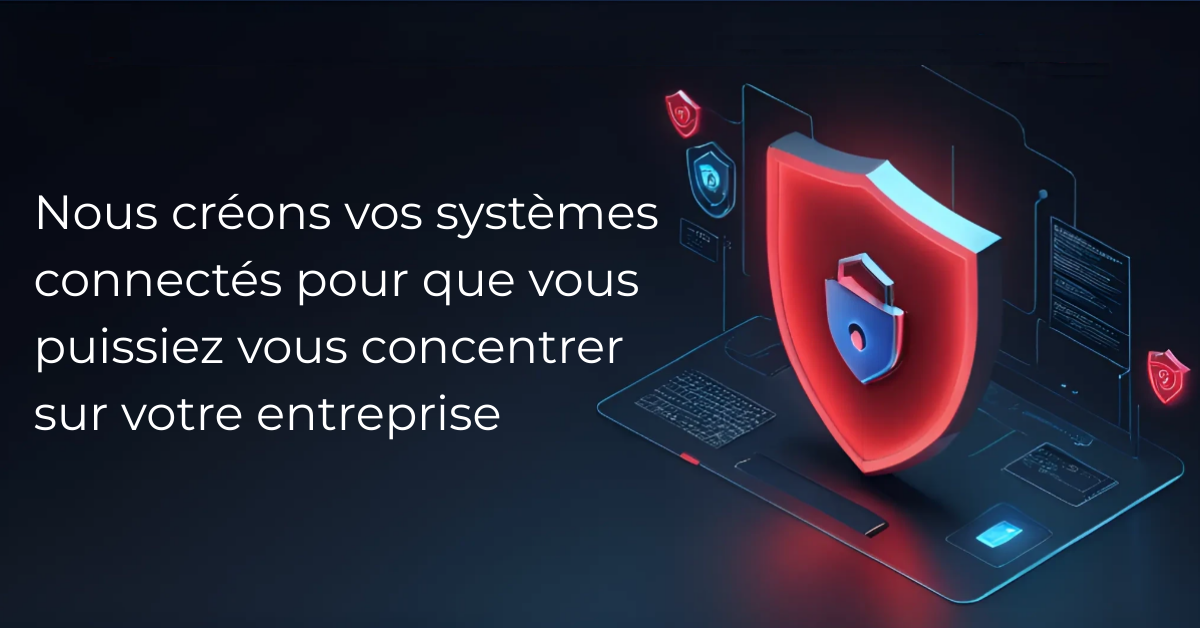 Nous créons vos systèmes
connectés pour que vous
puissiez vous concentrer
sur votre entreprise